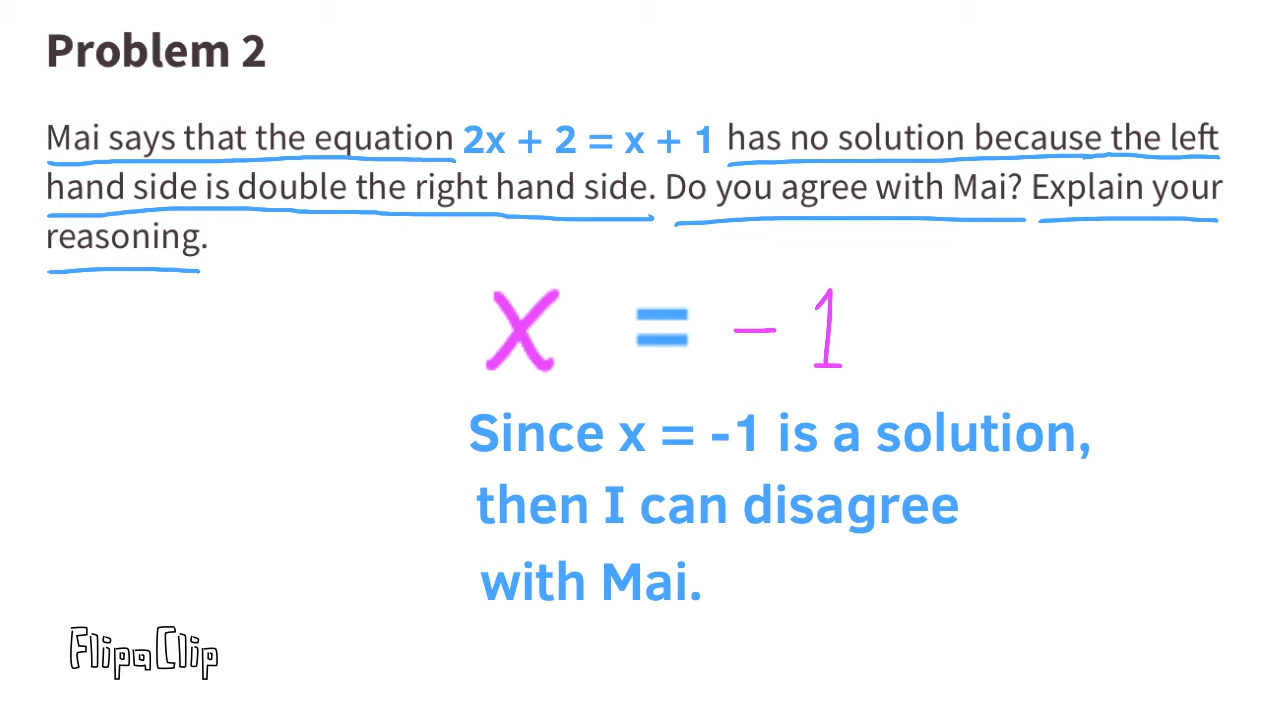 Problem 2
Mai says that the equation 2x + 2 = x + 1 has no solution because the left
hand side is double the right hand side. Do you agree with Mai? Explain your
reasoning.
x = - 1
Since x = -1 is a solution,
then I can disagree
with Mai.
FlipaClip